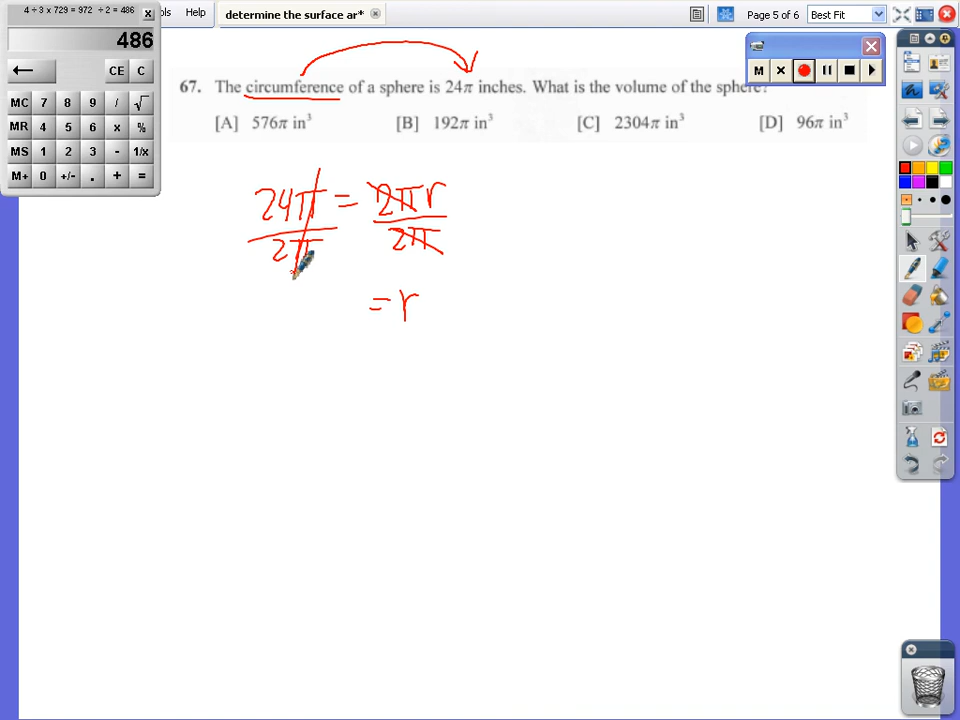 4 ÷ 3 x 729 = 972 ÷ 2 = 486 x
ols Help
determine the surface ar*
Page 5 of 6
Best Fit
486
← CE C
MC 7 8 9 / √
MR 4 5 6 x %
MS 1 2 3 - 1/x
M+ 0 +/- . + =
M
67. The circumference of a sphere is 24π inches. What is the volume of the sphere?
[A] 576π in³ [B] 192π in³ [C] 2304π in³ [D] 96π in³
24π = 2πr
2π 2π
= r